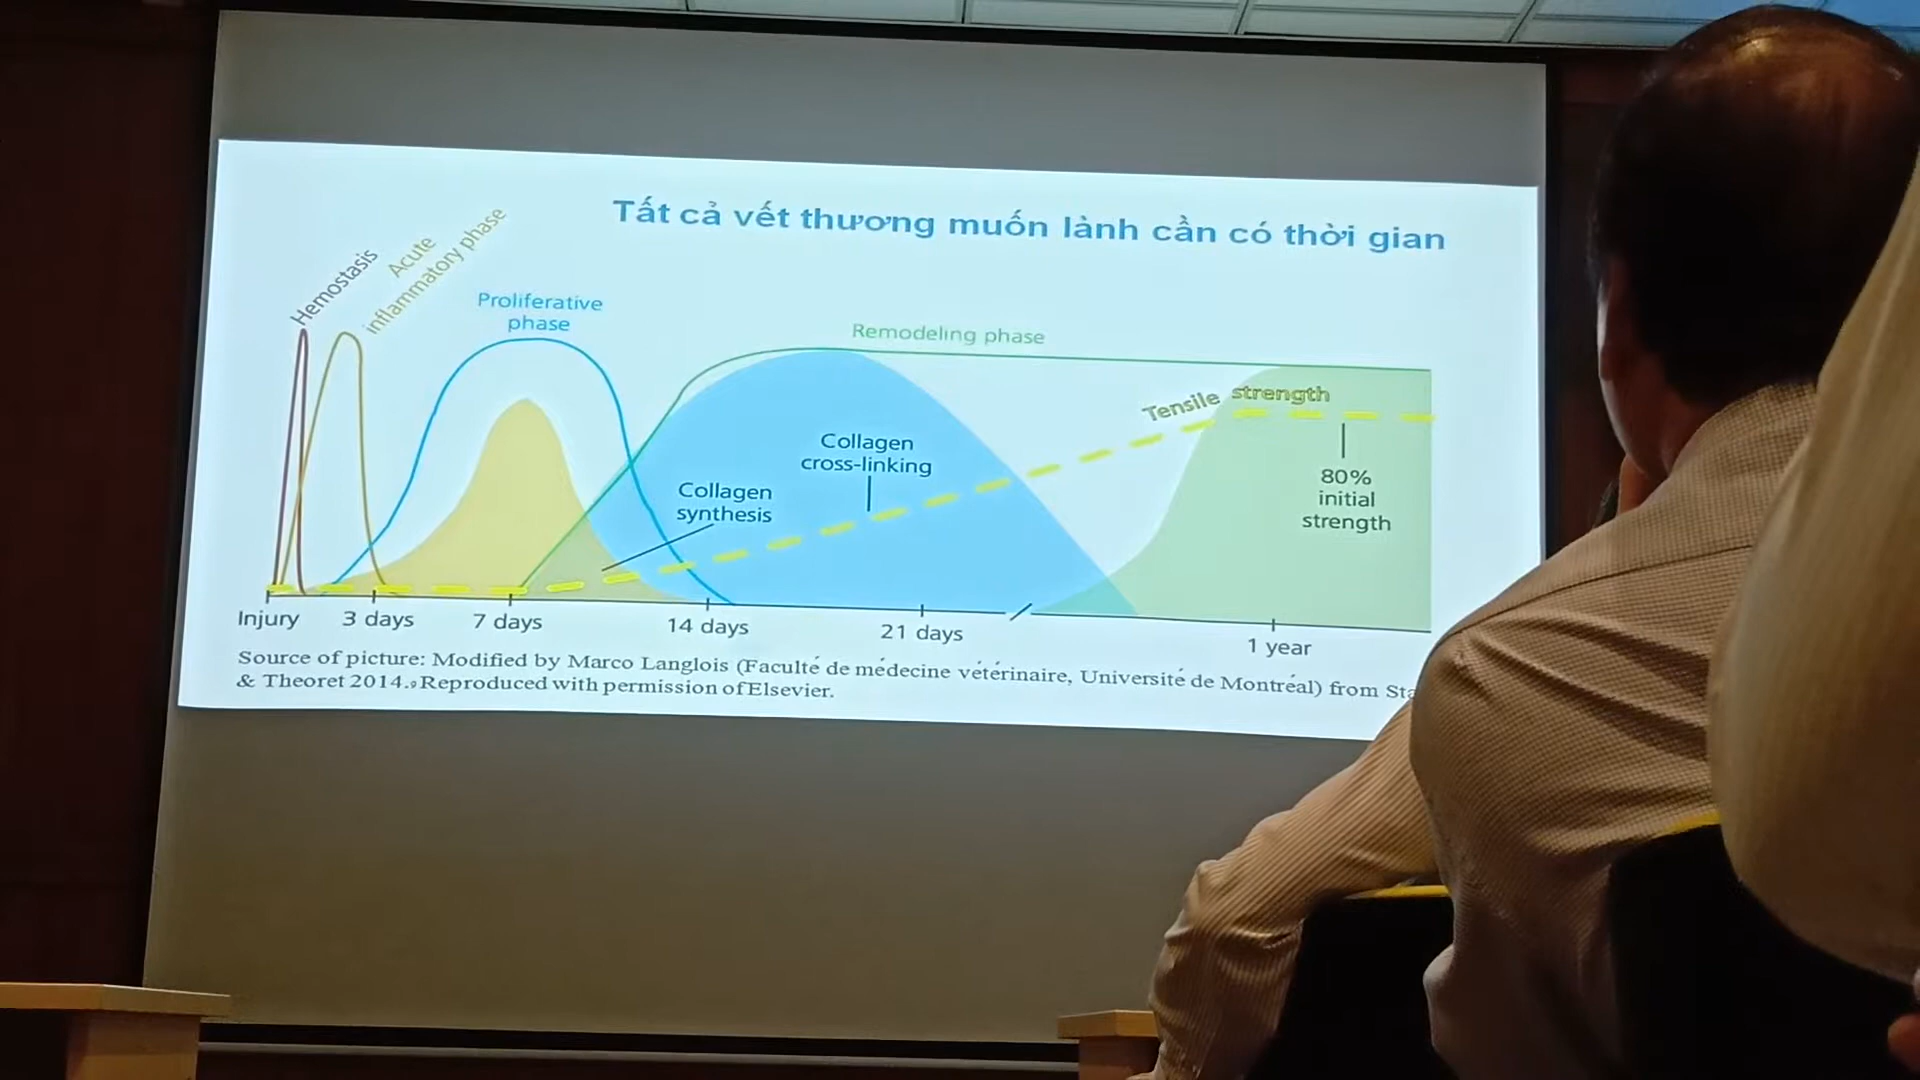 Tất cả vết thương muốn lành cần có thời gian
Hemostasis
Acute
inflammatory phase
Proliferative
phase
Remodeling phase
Tensile strength
Collagen
cross-linking
Collagen
synthesis
80%
initial
strength
Injury
3 days
7 days
14 days
21 days
1 year
Source of picture: Modified by Marco Langlois (Faculté de médecine vétérinaire, Université de Montréal) from
& Theoret 2014., Reproduced with permission of Elsevier.